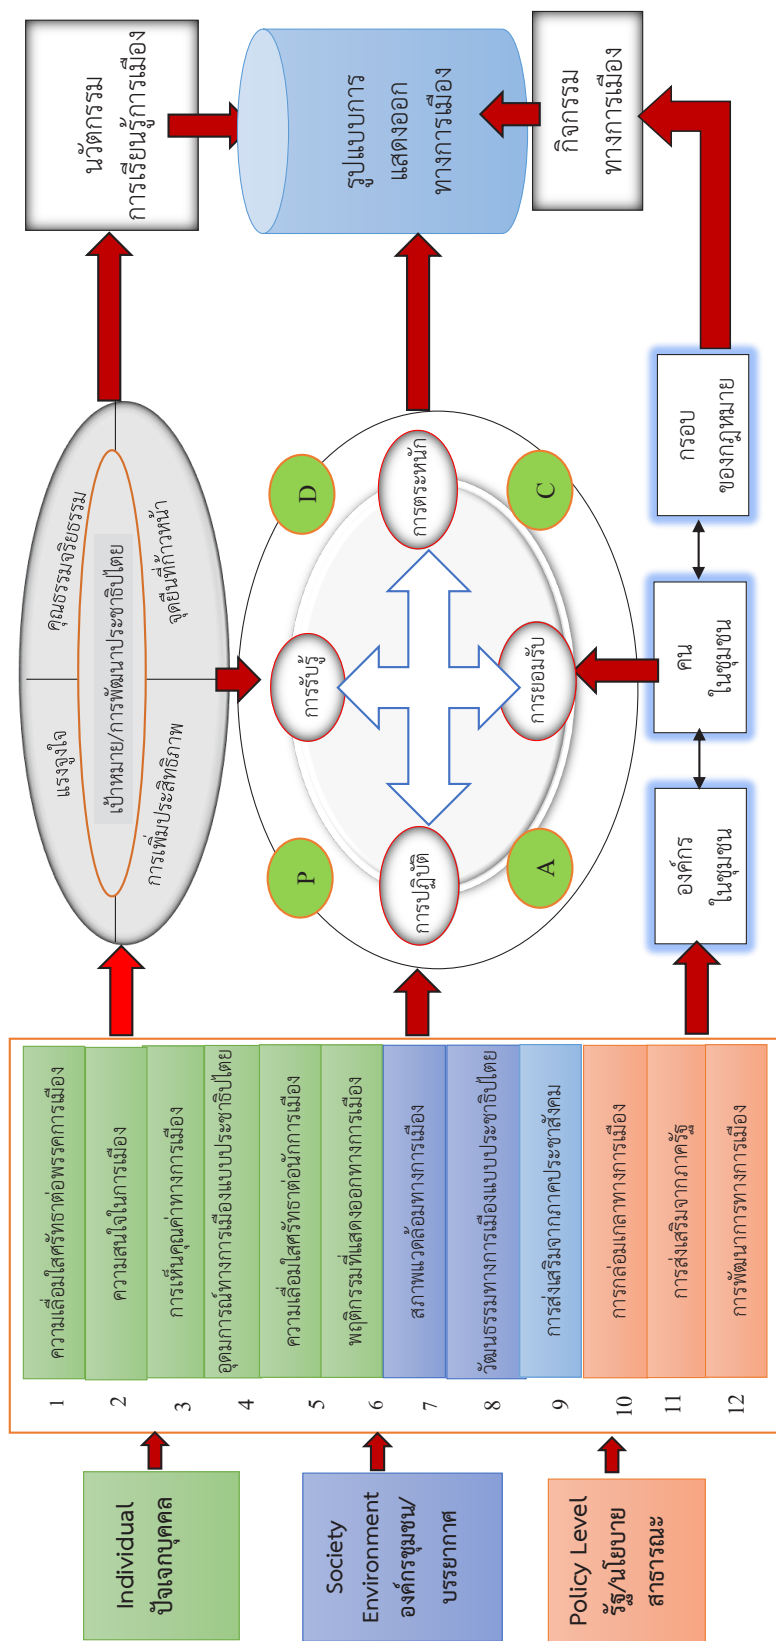 Individual
ปัจเจกบุคคล
Society
Environment
องค์กรชุมชน/
บรรยากาศ
Policy Level
รัฐ/นโยบาย
สาธารณะ
1
ความเลื่อมใสศรัทธาต่อพรรคการเมือง
2
ความสนใจในการเมือง
3
การเห็นคุณค่าทางการเมือง
4
อุดมการณ์ทางการเมืองแบบประชาธิปไตย
5
ความเลื่อมใสศรัทธาต่อนักการเมือง
6
พฤติกรรมที่แสดงออกทางการเมือง
7
สภาพแวดล้อมทางการเมือง
8
วัฒนธรรมทางการเมืองแบบประชาธิปไตย
9
การส่งเสริมจากภาคประชาสังคม
10
การกล่อมเกลาทางการเมือง
11
การส่งเสริมจากภาครัฐ
12
การพัฒนาการทางการเมือง
แรงจูงใจ
คุณธรรมจริยธรรม
เป้าหมาย/การพัฒนาประชาธิปไตย
การเพิ่มประสิทธิภาพ
จุดยืนที่ก้าวหน้า
P
D
การรับรู้
การปฏิบัติ
การตระหนัก
การยอมรับ
A
C
องค์กร
ในชุมชน
คน
ในชุมชน
กรอบ
ของกฎหมาย
นวัตกรรม
การเรียนรู้การเมือง
รูปแบบการ
แสดงออก
ทางการเมือง
กิจกรรม
ทางการเมือง